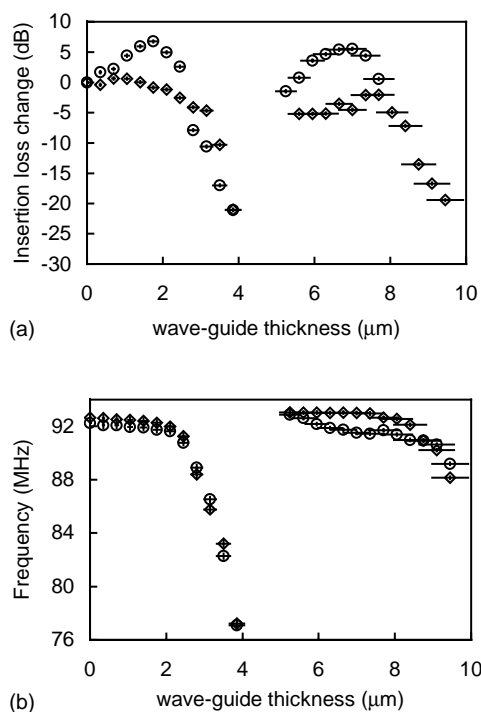 10
5
0
-5
-10
-15
-20
-25
-30
Insertion loss change (dB)
0 2 4 6 8 10
(a) wave-guide thickness (μm)
92
88
84
80
76
Frequency (MHz)
0 2 4 6 8 10
(b) wave-guide thickness (μm)